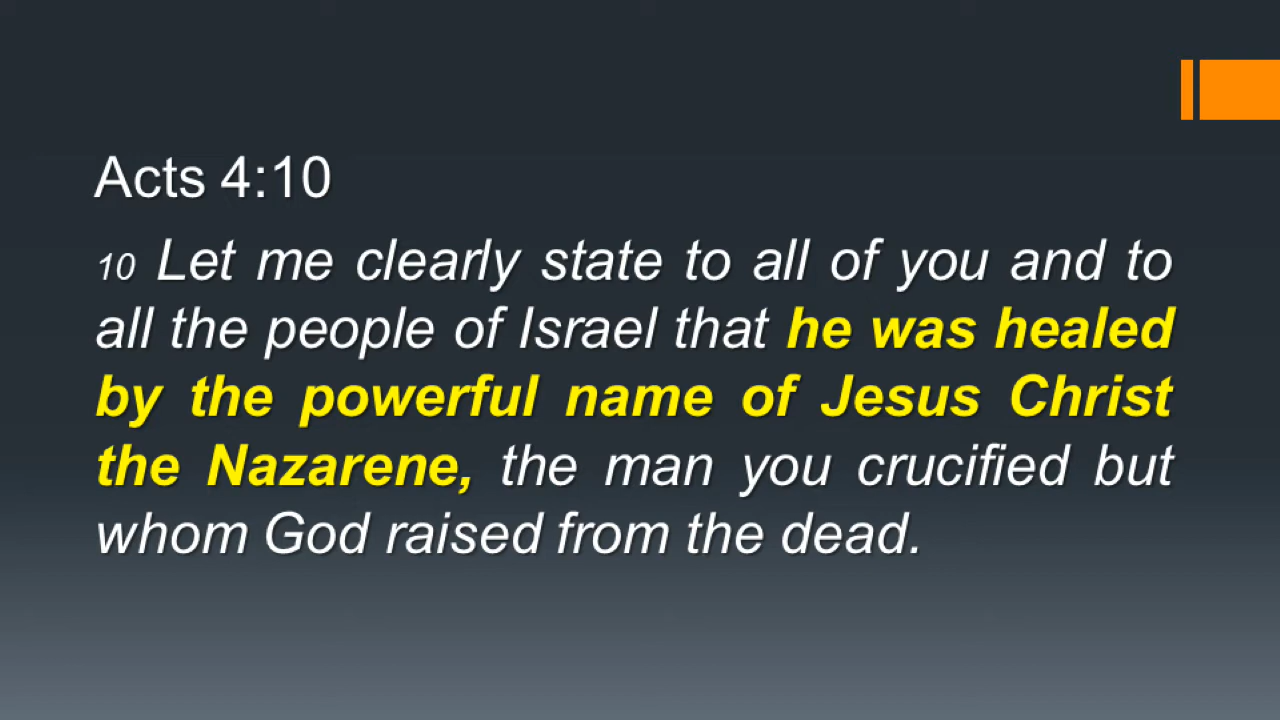 Acts 4:10
10 Let me clearly state to all of you and to
all the people of Israel that he was healed
by the powerful name of Jesus Christ
the Nazarene, the man you crucified but
whom God raised from the dead.